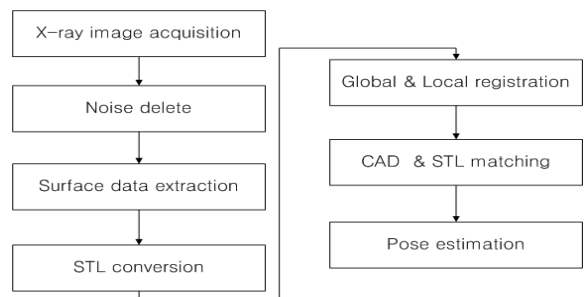 X-ray image acquisition
Noise delete
Surface data extraction
STL conversion
Global & Local registration
CAD & STL matching
Pose estimation